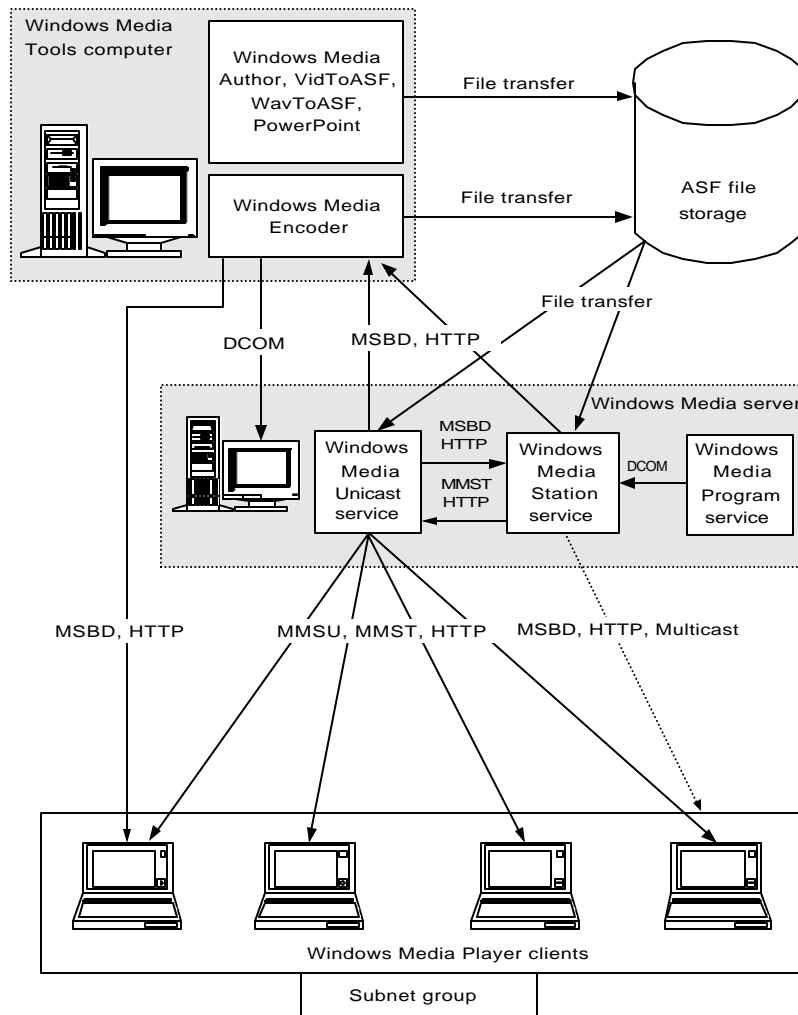 Windows Media
Tools computer
Windows Media
Author, VidToASF,
WavToASF,
PowerPoint
File transfer
ASF file
storage
Windows Media
Encoder
File transfer
File transfer
DCOM
MSBD, HTTP
Windows Media server
Windows
Media
Unicast
service
MSBD
HTTP
MMST
HTTP
Windows
Media
Station
service
DCOM
Windows
Media
Program
service
MSBD, HTTP
MMSU, MMST, HTTP
MSBD, HTTP, Multicast
Windows Media Player clients
Subnet group